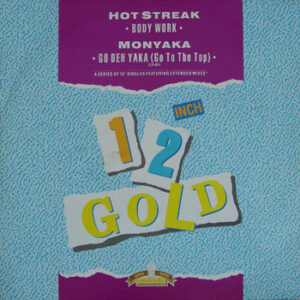 HOT STREAK
• BODY WORK •
MONYAKA
• GO DEH YAKA (Go To The Top) •
A SERIES OF 12" SINGLES FEATURING EXTENDED MIXES
INCH
12
GOLD